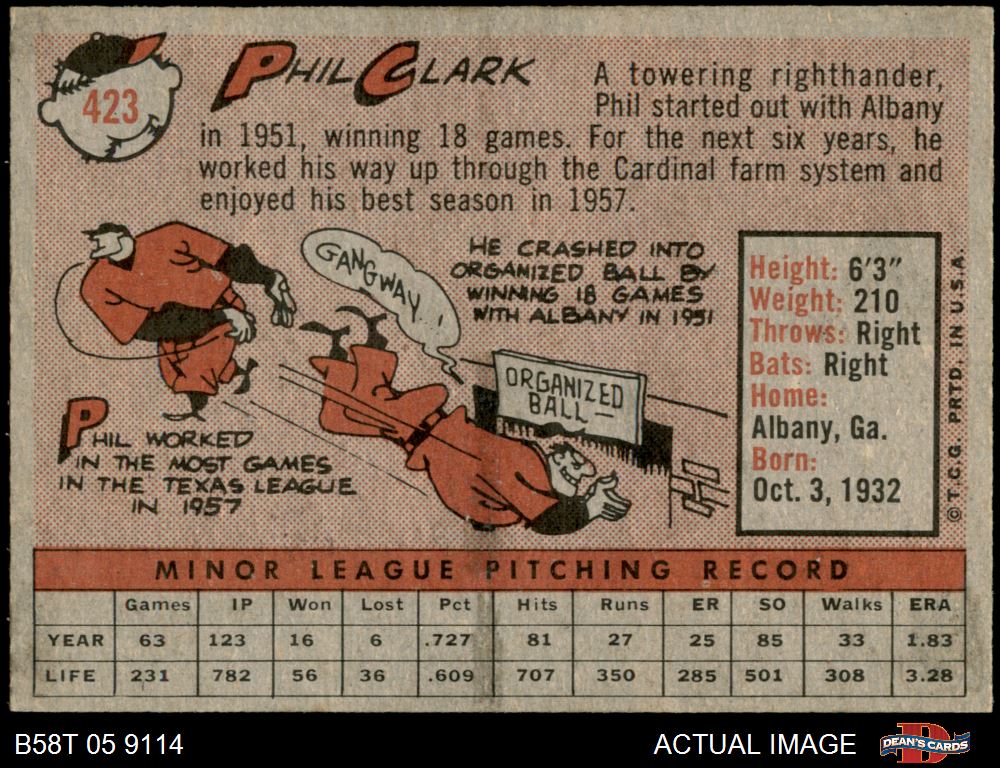 423
PHIL CLARK
A towering righthander,
Phil started out with Albany
in 1951, winning 18 games. For the next six years, he
worked his way up through the Cardinal farm system and
enjoyed his best season in 1957.
GANGWAY!
HE CRASHED INTO
ORGANIZED BALL BY
WINNING 18 GAMES
WITH ALBANY IN 1951
ORGANIZED
BALL—
PHIL WORKED
IN THE MOST GAMES
IN THE TEXAS LEAGUE
IN 1957
Height: 6'3"
Weight: 210
Throws: Right
Bats: Right
Home:
Albany, Ga.
Born:
Oct. 3, 1932
© T.C.G. PRTD. IN U.S.A.
MINOR LEAGUE PITCHING RECORD
Games IP Won Lost Pct Hits Runs ER SO Walks ERA
YEAR 63 123 16 6 .727 81 27 25 85 33 1.83
LIFE 231 782 56 36 .609 707 350 285 501 308 3.28
B58T 05 9114
ACTUAL IMAGE
D
DEAN'S CARDS